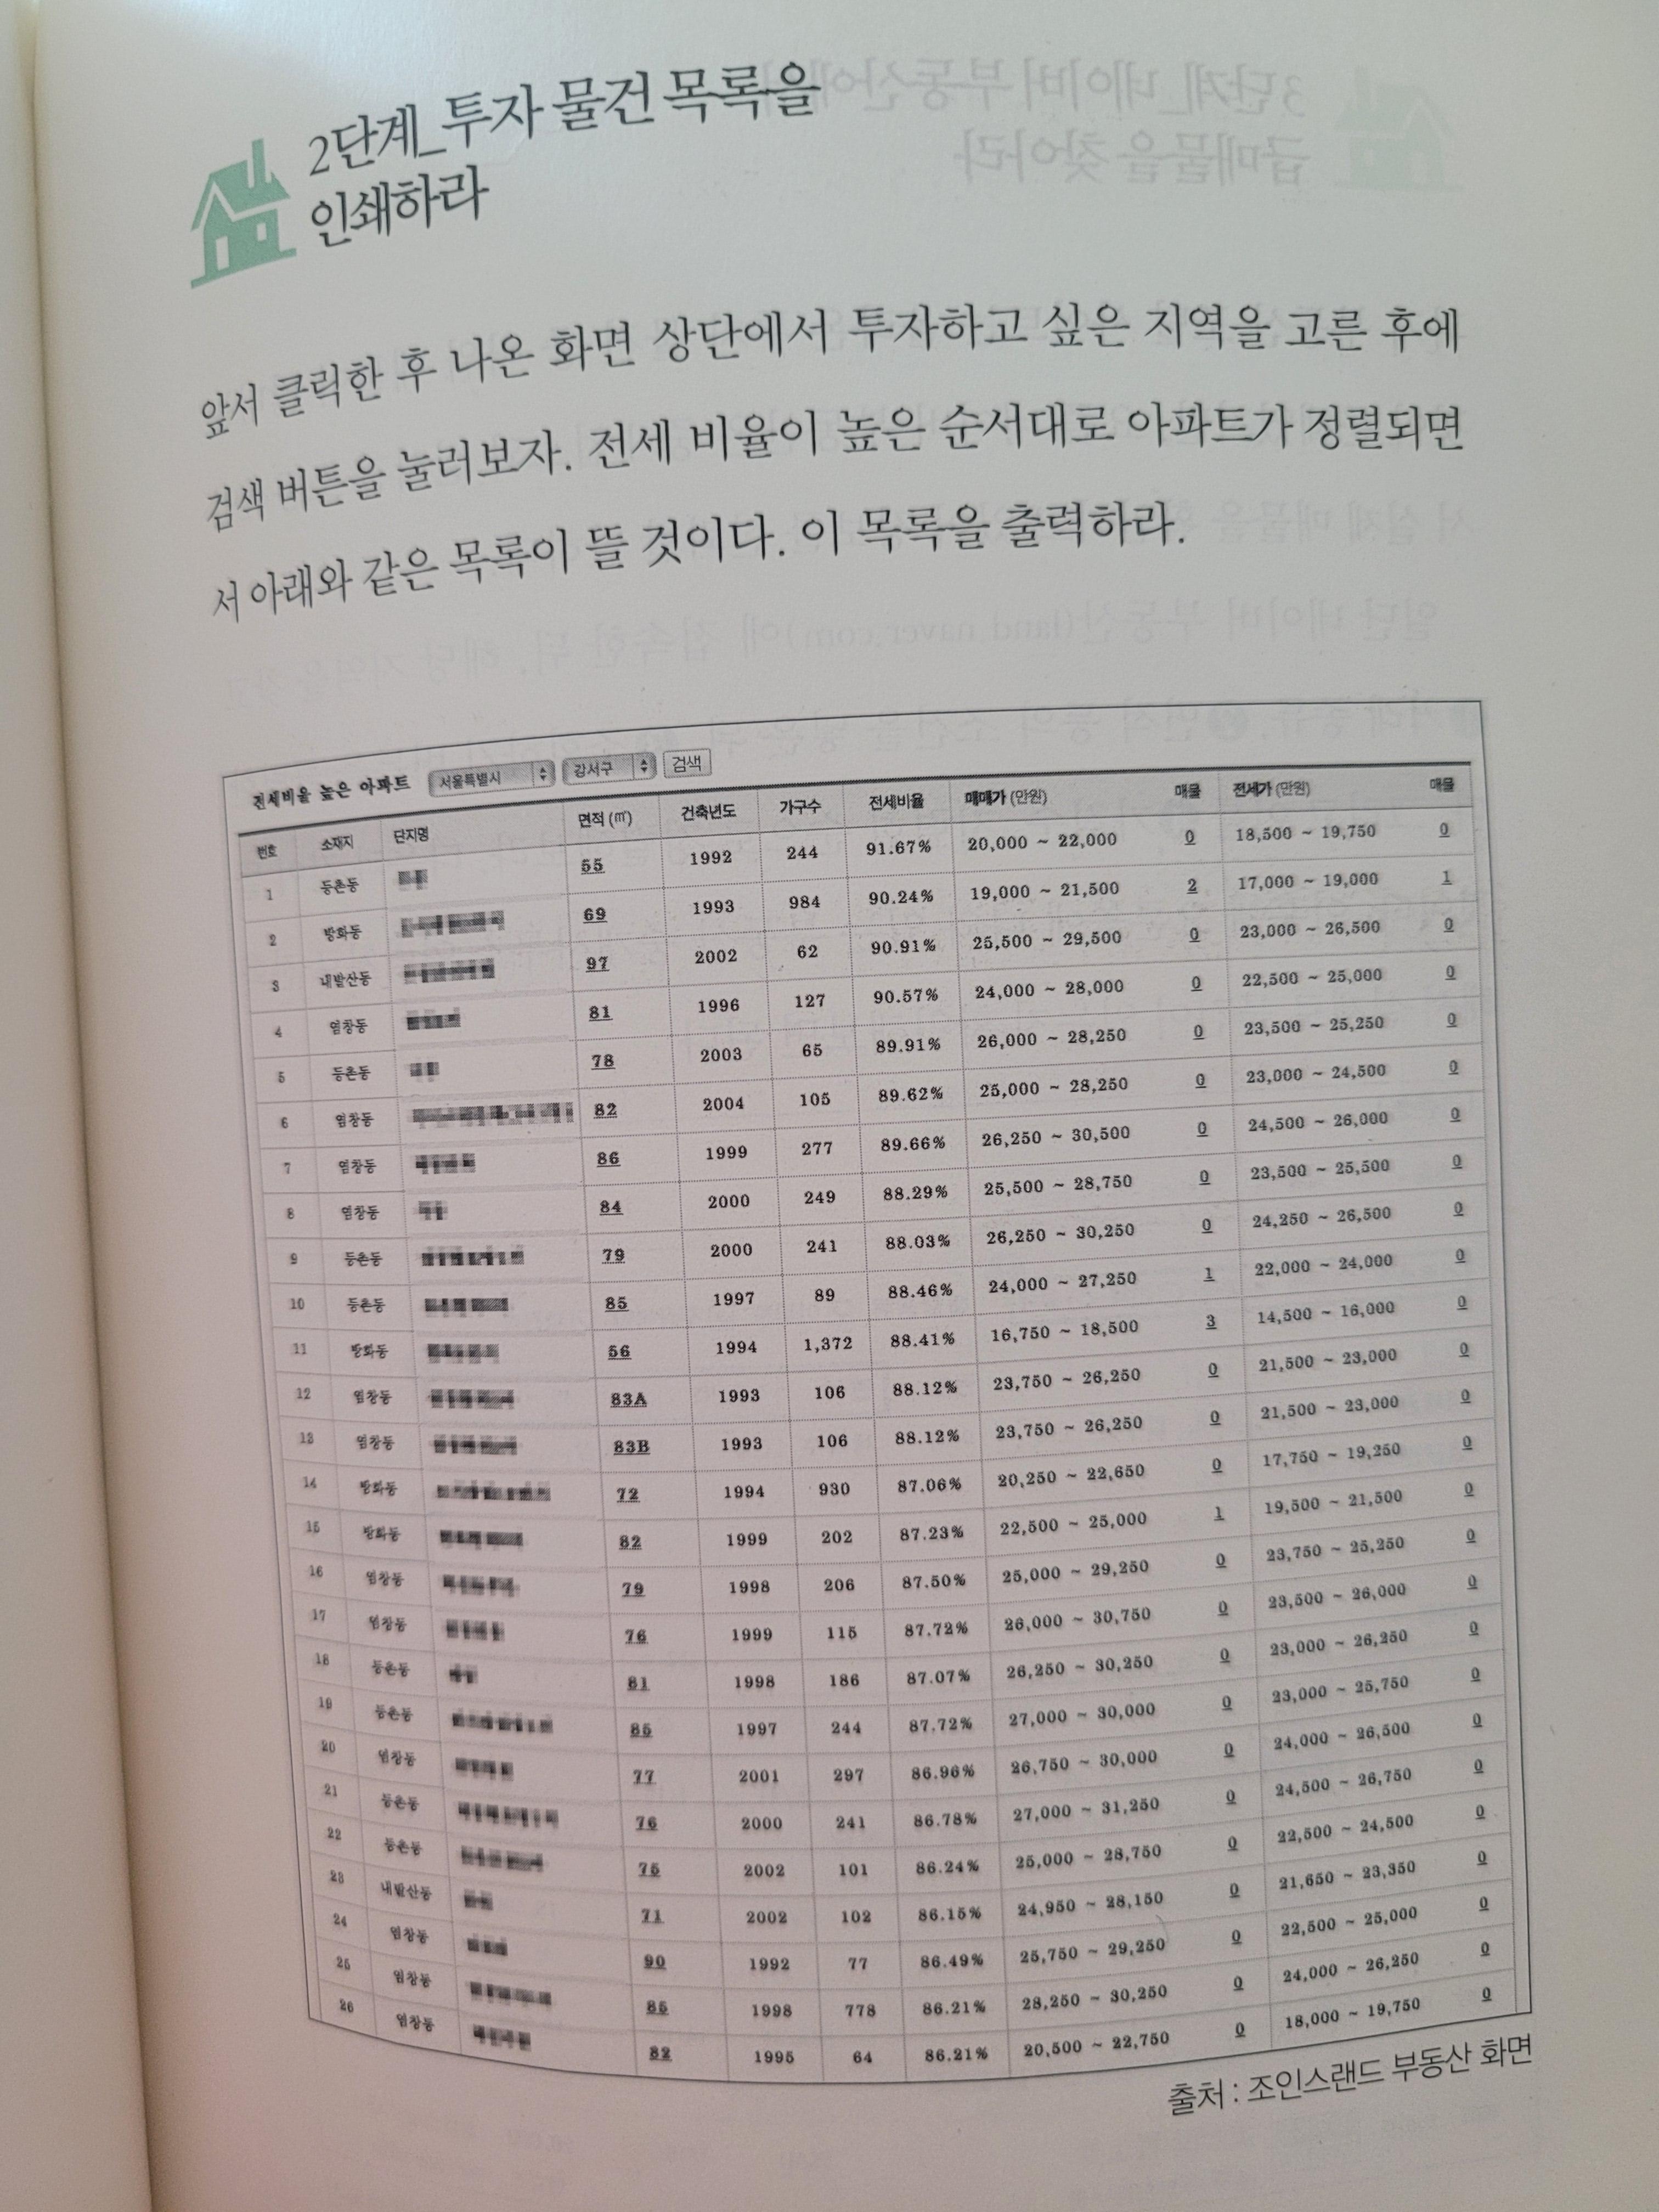 2단계_투자 물건 목록을
인쇄하라
앞서 클릭한 후 나온 화면 상단에서 투자하고 싶은 지역을 고른 후에
검색 버튼을 눌러보자. 전세 비율이 높은 순서대로 아파트가 정렬되면
서 아래와 같은 목록이 뜰 것이다. 이 목록을 출력하라.
전세비율 높은 아파트 서울특별시 강서구 검색
번호 소재지 단지명 면적 (㎡) 건축년도 가구수 전세비율 매매가 (만원) 매물 전세가 (만원) 매물
1 등촌동 55 1992 244 91.67% 20,000 ~ 22,000 0 18,500 ~ 19,750 0
2 방화동 69 1993 984 90.24% 19,000 ~ 21,500 2 17,000 ~ 19,000 1
3 내발산동 97 2002 62 90.91% 25,500 ~ 29,500 0 23,000 ~ 26,500 0
4 염창동 81 1996 127 90.57% 24,000 ~ 28,000 0 22,500 ~ 25,000 0
5 등촌동 78 2003 65 89.91% 26,000 ~ 28,250 0 23,500 ~ 25,250 0
6 염창동 82 2004 105 89.62% 25,000 ~ 28,250 0 23,000 ~ 24,500 0
7 염창동 86 1999 277 89.66% 26,250 ~ 30,500 0 24,500 ~ 26,000 0
8 염창동 84 2000 249 88.29% 25,500 ~ 28,750 0 23,500 ~ 25,500 0
9 등촌동 79 2000 241 88.03% 26,250 ~ 30,250 0 24,250 ~ 26,500 0
10 등촌동 85 1997 89 88.46% 24,000 ~ 27,250 1 22,000 ~ 24,000 0
11 방화동 56 1994 1,372 88.41% 16,750 ~ 18,500 3 14,500 ~ 16,000 0
12 염창동 83A 1993 106 88.12% 23,750 ~ 26,250 0 21,500 ~ 23,000 0
13 염창동 83B 1993 106 88.12% 23,750 ~ 26,250 0 21,500 ~ 23,000 0
14 방화동 72 1994 930 87.06% 20,250 ~ 22,650 0 17,750 ~ 19,250 0
15 방화동 82 1999 202 87.23% 22,500 ~ 25,000 1 19,500 ~ 21,500 0
16 염창동 79 1998 206 87.50% 25,000 ~ 29,250 0 23,750 ~ 25,250 0
17 염창동 76 1999 115 87.72% 26,000 ~ 30,750 0 23,500 ~ 26,000 0
18 등촌동 81 1998 186 87.07% 26,250 ~ 30,250 0 23,000 ~ 26,250 0
19 등촌동 85 1997 244 87.72% 27,000 ~ 30,000 0 23,000 ~ 25,750 0
20 염창동 77 2001 297 86.96% 26,750 ~ 30,000 0 24,000 ~ 26,500 0
21 등촌동 76 2000 241 86.78% 27,000 ~ 31,250 0 24,500 ~ 26,750 0
22 등촌동 75 2002 101 86.24% 25,000 ~ 28,750 0 22,500 ~ 24,500 0
23 내발산동 71 2002 102 86.15% 24,950 ~ 28,150 0 21,650 ~ 23,350 0
24 염창동 90 1992 77 86.49% 25,750 ~ 29,250 0 22,500 ~ 25,000 0
25 염창동 85 1998 778 86.21% 28,250 ~ 30,250 0 24,000 ~ 26,250 0
26 염창동 82 1995 64 86.21% 20,500 ~ 22,750 0 18,000 ~ 19,750 0
출처 : 조인스랜드 부동산 화면